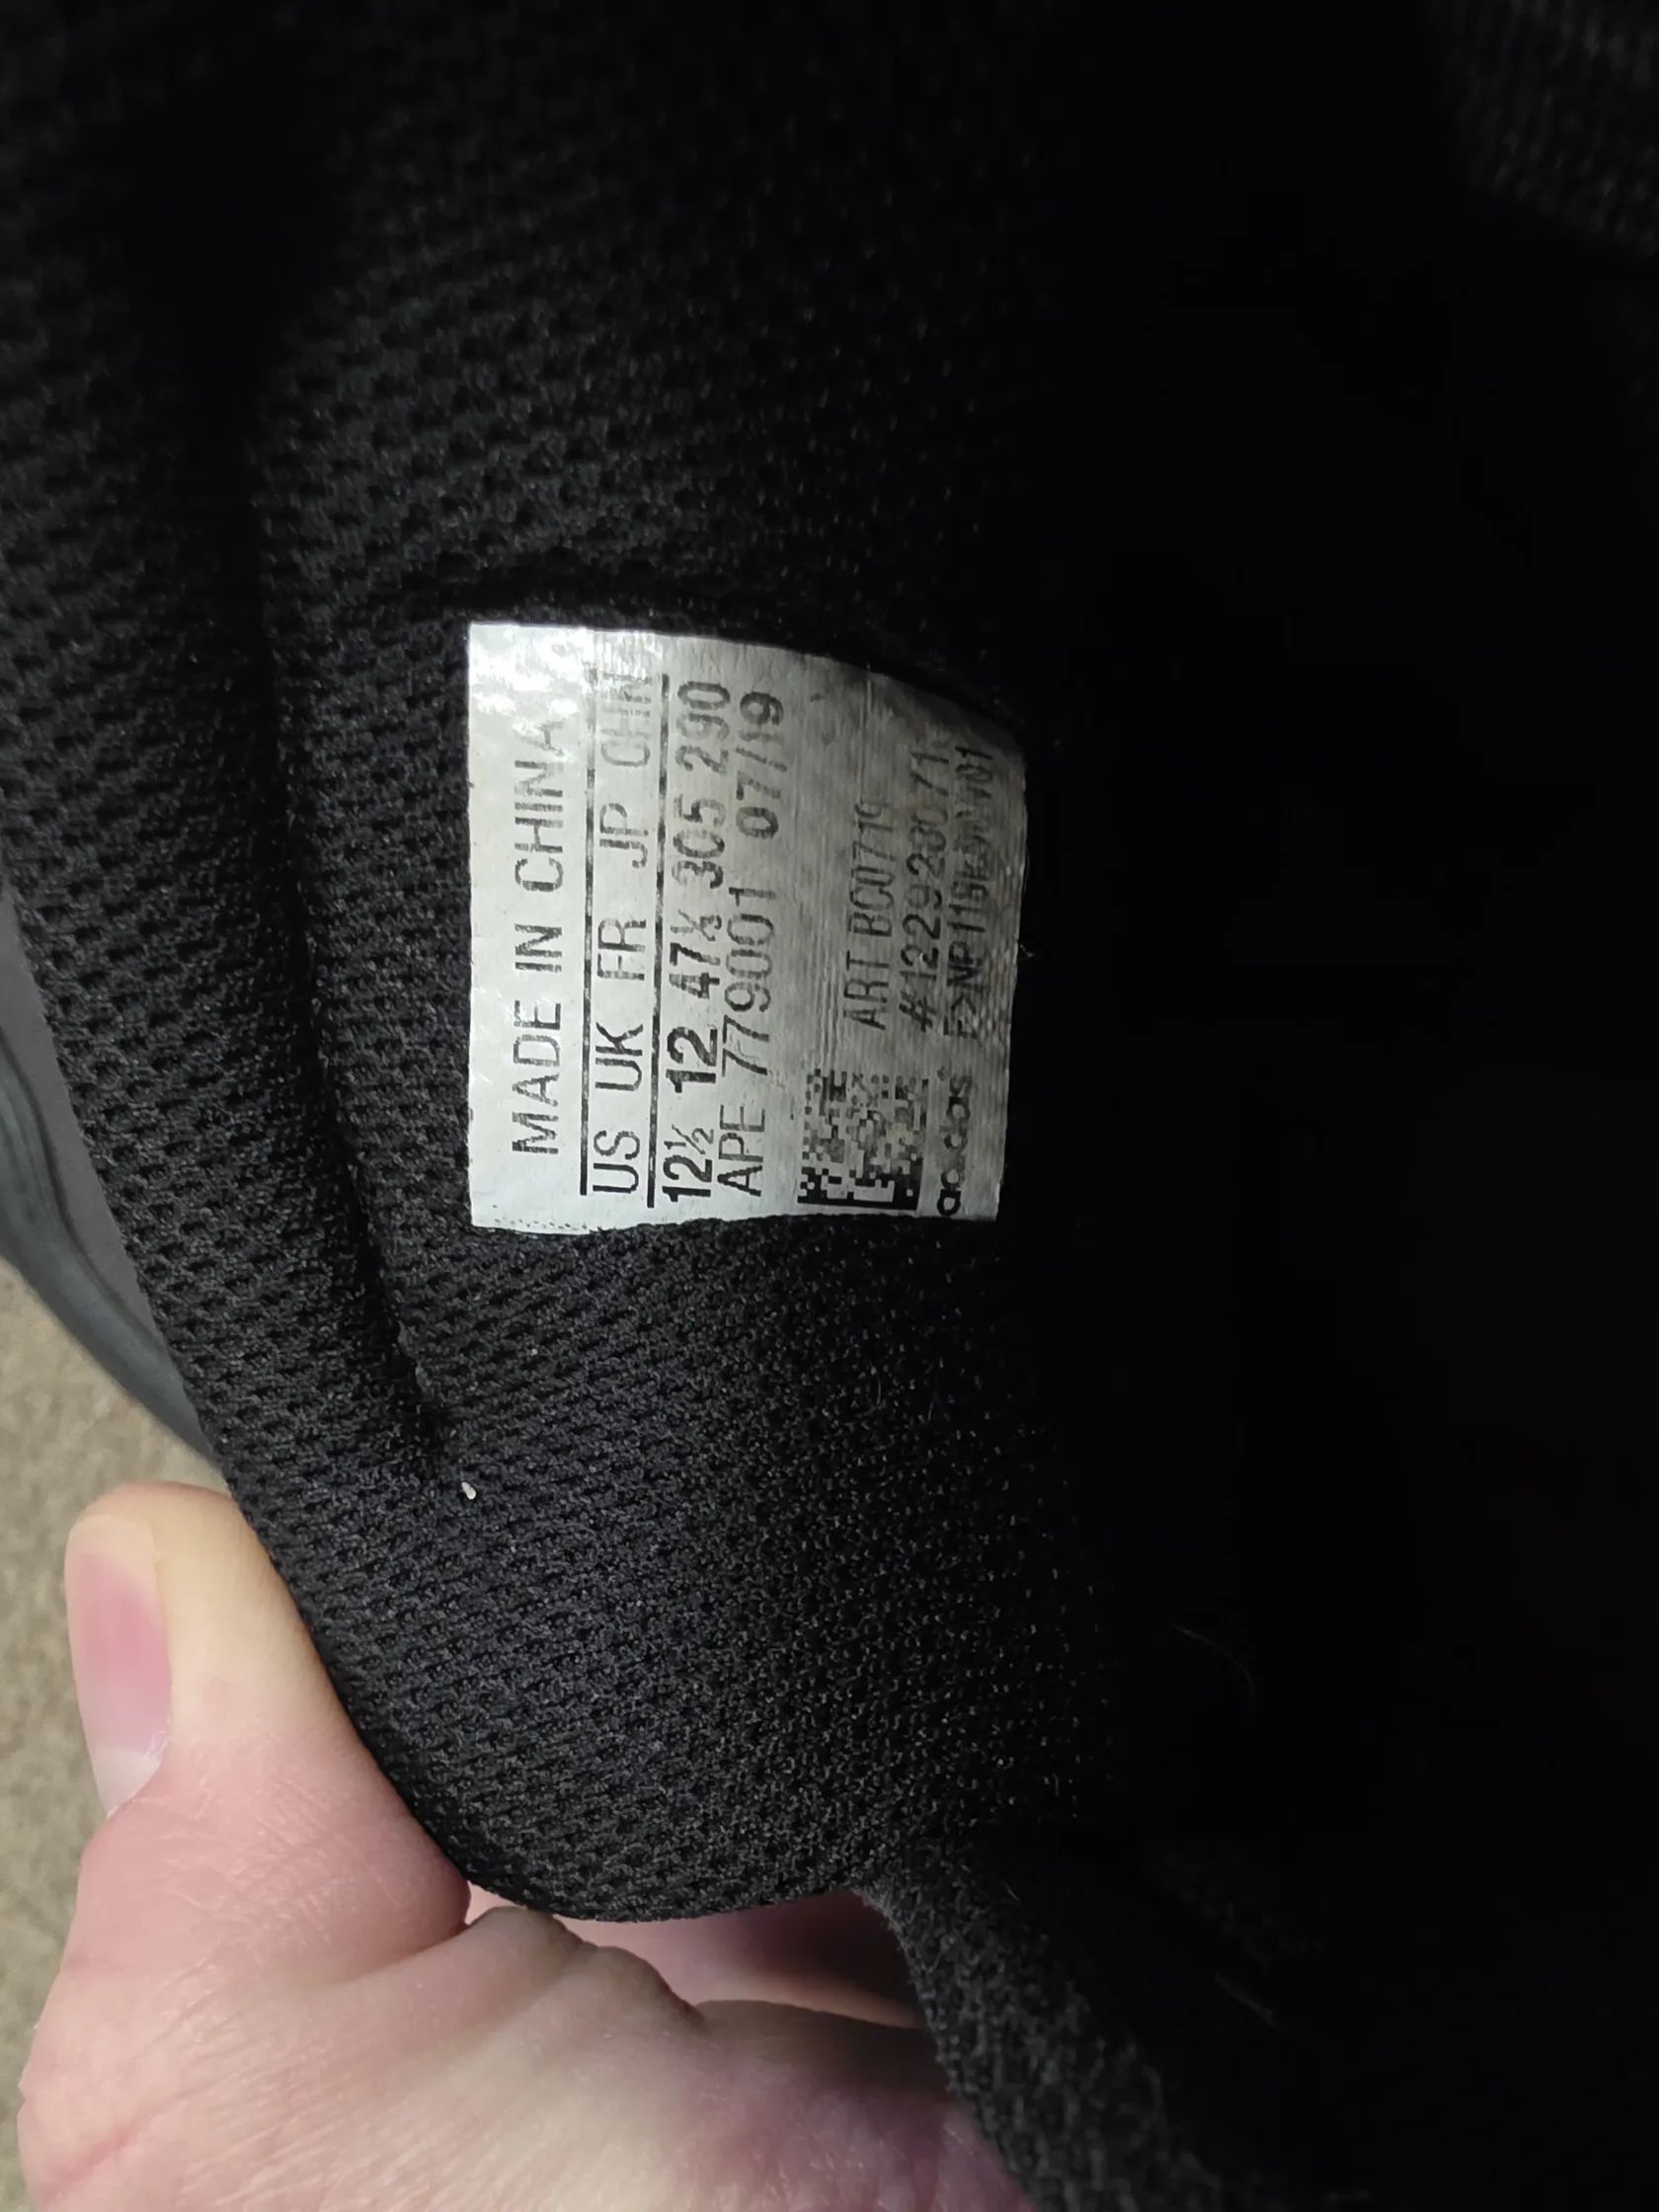 MADE IN CHINA
US UK FR JP CHN
12½ 12 47⅓ 305 290
APE 779001 07/19
ART
adidas